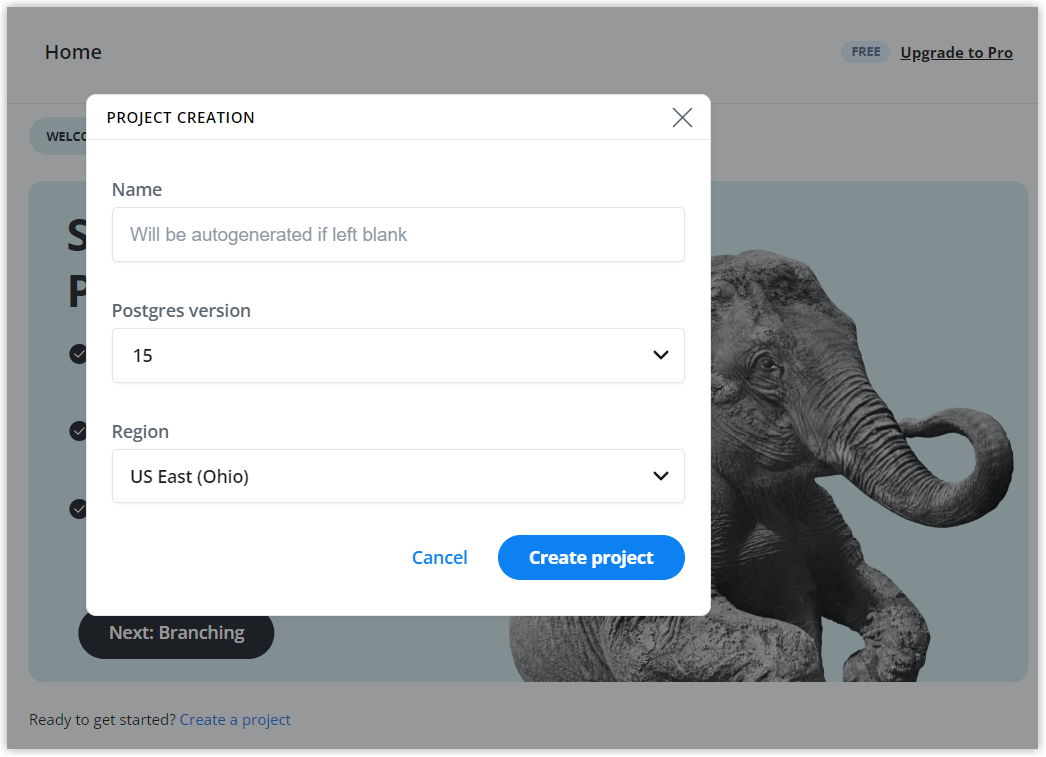 Home
FREE
Upgrade to Pro
PROJECT CREATION
Name
Will be autogenerated if left blank
Postgres version
15
Region
US East (Ohio)
Cancel
Create project
Next: Branching
Ready to get started? Create a project